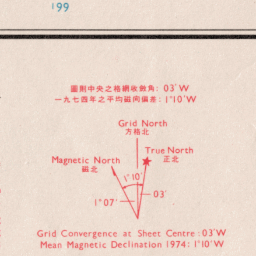 199
圖則中央之格網收斂角: 03'W
一九七四年之平均磁向偏差: 1°10'W
Grid North
方格北
True North
正北
Magnetic North
磁北
1°10'
1°07'
03'
Grid Convergence at Sheet Centre : 03'W
Mean Magnetic Declination 1974: 1°10'W